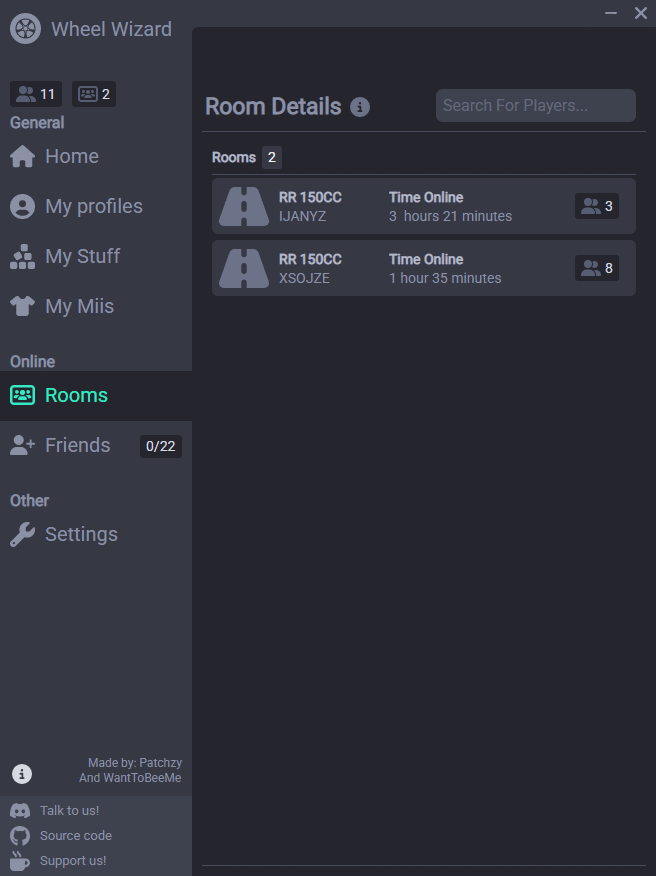 Wheel Wizard
11 2
General
Home
My profiles
My Stuff
My Miis
Online
Rooms
Friends 0/22
Other
Settings
Made by: Patchzy
And WantToBeeMe
Talk to us!
Source code
Support us!
Room Details
Search For Players...
Rooms 2
RR 150CC Time Online
IJANYZ 3  hours 21 minutes 3
RR 150CC Time Online
XSOJZE 1 hour 35 minutes 8